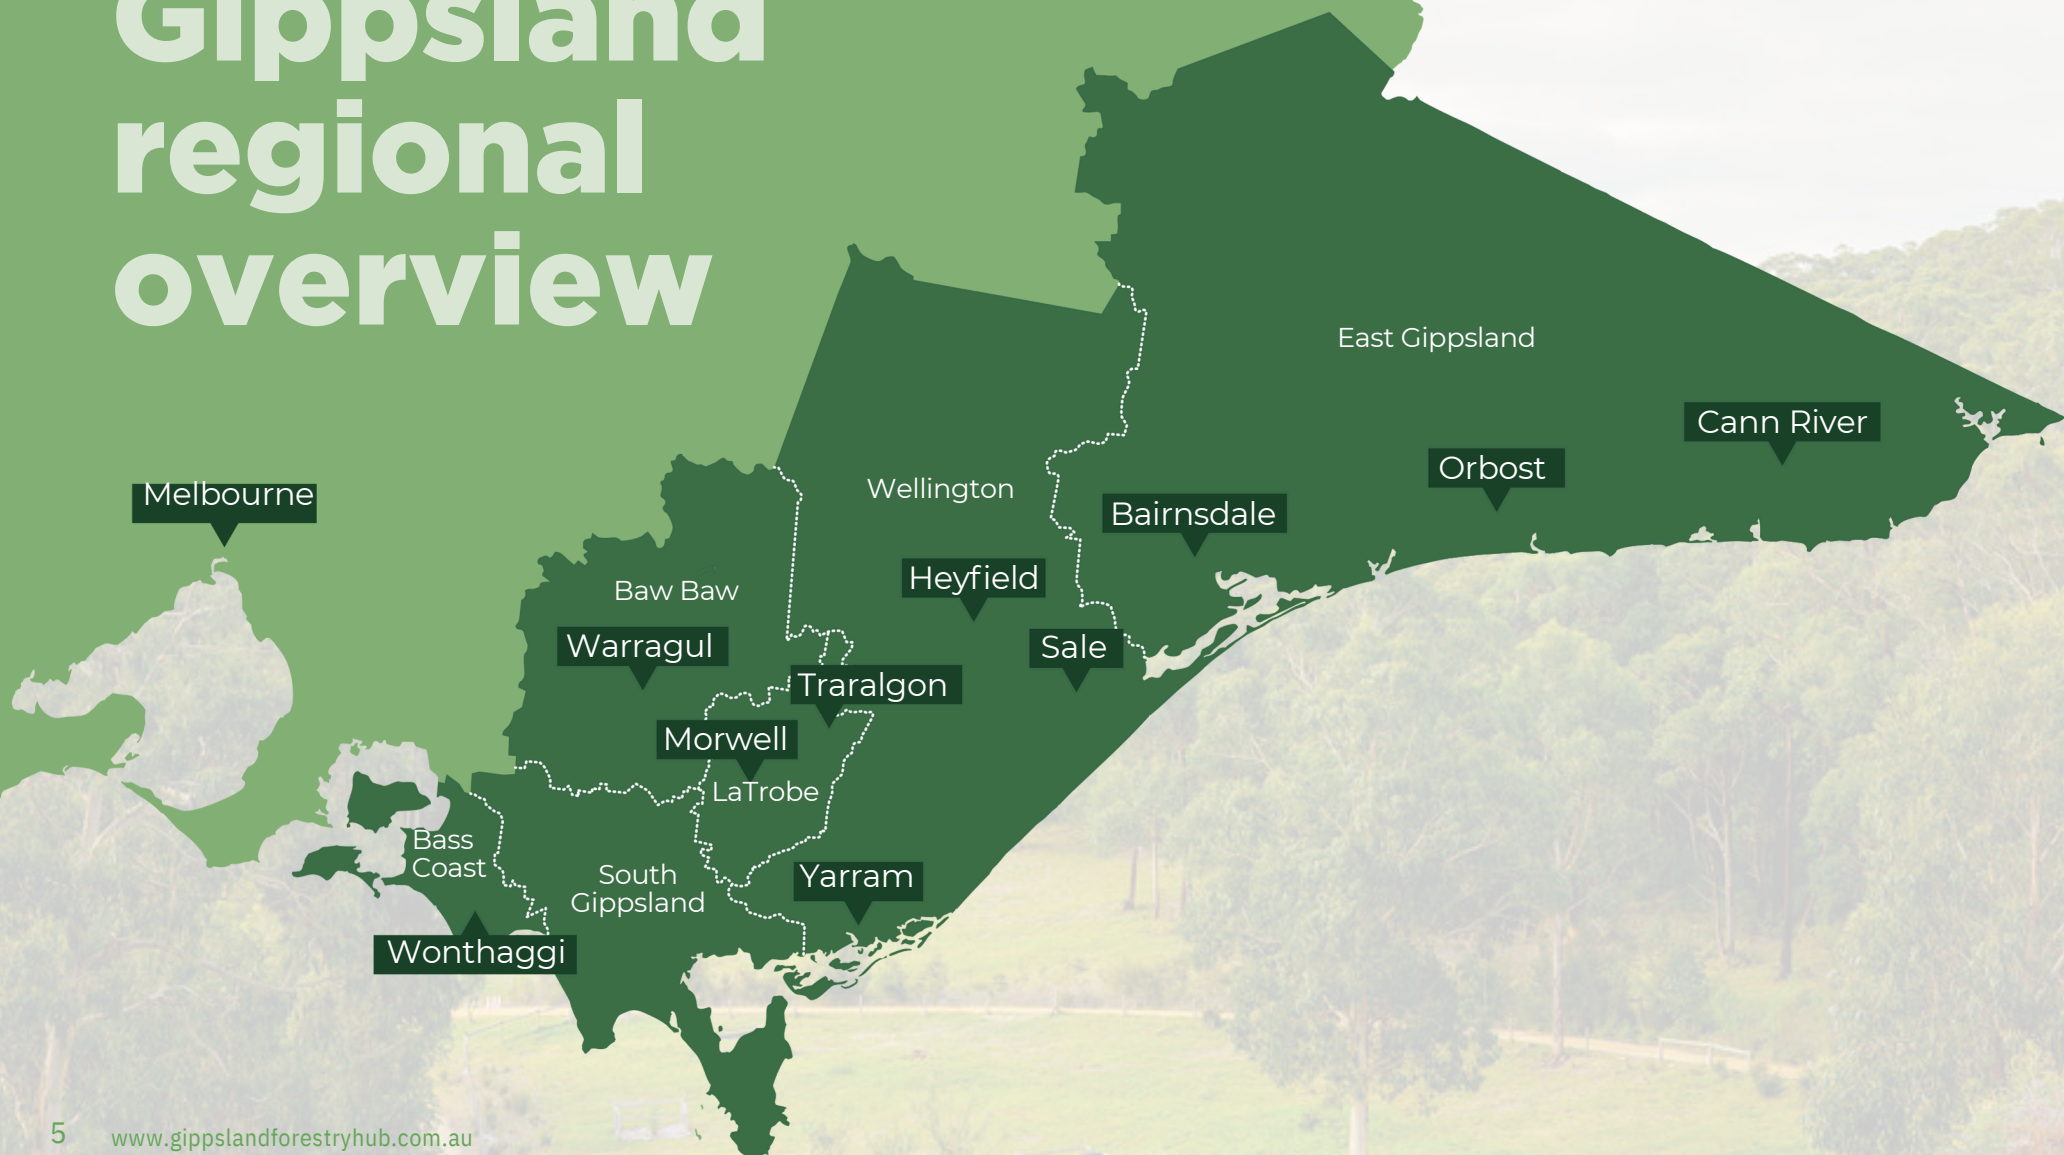 Gippsland
regional
overview
East Gippsland
Cann River
Orbost
Wellington
Melbourne
Bairnsdale
Heyfield
Baw Baw
Warragul
Sale
Traralgon
Morwell
LaTrobe
Bass
Coast
South
Gippsland
Yarram
Wonthaggi
5
www.gippslandforestryhub.com.au